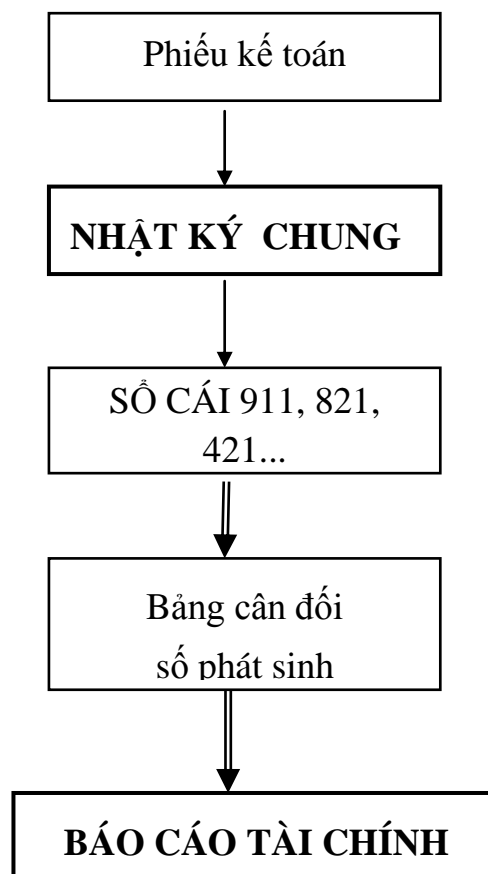 Phiếu kế toán
NHẬT KÝ CHUNG
SỔ CÁI 911, 821,
421...
Bảng cân đối
số phát sinh
BÁO CÁO TÀI CHÍNH